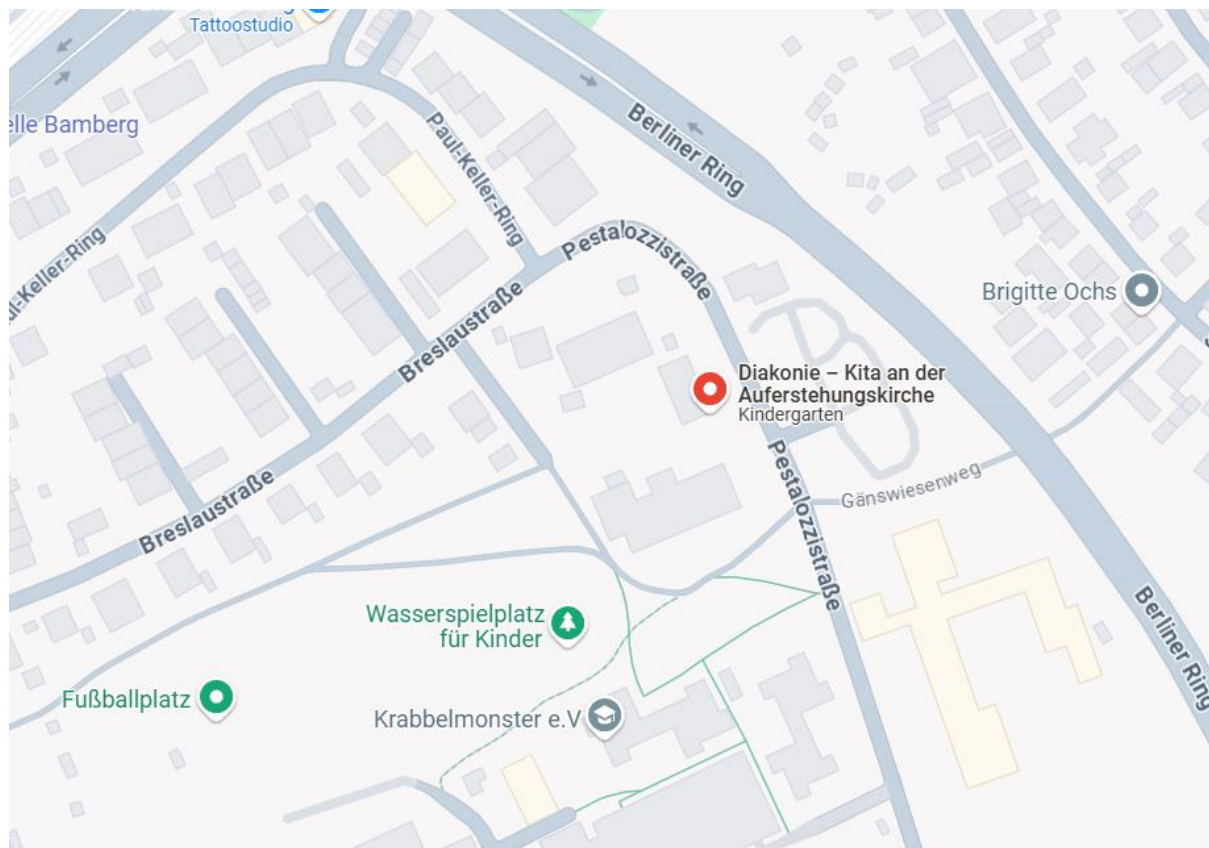 Tattoostudio
elle Bamberg
Berliner Ring
Paul-Keller-Ring
Paul-Keller-Ring
Pestalozzistraße
Brigitte Ochs
Breslaustraße
Diakonie – Kita an der
Auferstehungskirche
Kindergarten
Pestalozzistraße
Gänswiesenweg
Breslaustraße
Wasserspielplatz
für Kinder
Berliner Ring
Fußballplatz
Krabbelmonster e.V